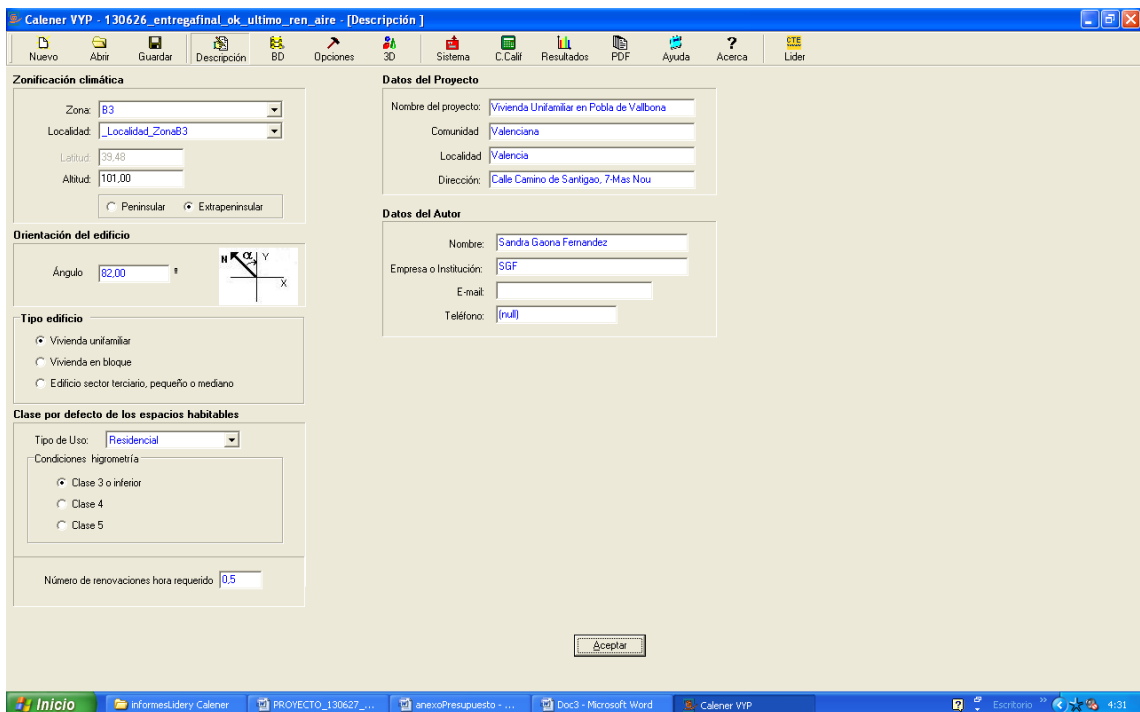 Calener VYP - 130626_entregafinal_ok_ultimo_ren_aire - [Descripción ]
Nuevo Abrir Guardar Descripción BD Opciones 3D Sistema C.Calif Resultados PDF Ayuda Acerca Lider
CTE
Zonificación climática
Zona: B3
Localidad: _Localidad_ZonaB3
Latitud: 39,48
Altitud: 101,00
Peninsular Extrapeninsular
Orientación del edificio
Ángulo 82,00 º
N α Y
X
Tipo edificio
Vivienda unifamiliar
Vivienda en bloque
Edificio sector terciario, pequeño o mediano
Clase por defecto de los espacios habitables
Tipo de Uso: Residencial
Condiciones higrometría
Clase 3 o inferior
Clase 4
Clase 5
Número de renovaciones hora requerido 0,5
Datos del Proyecto
Nombre del proyecto: Vivienda Unifamiliar en Pobla de Vallbona
Comunidad Valenciana
Localidad Valencia
Dirección: Calle Camino de Santigao, 7-Mas Nou
Datos del Autor
Nombre: Sandra Gaona Fernandez
Empresa o Institución: SGF
E-mail:
Teléfono: (null)
Aceptar
Inicio informesLidery Calener PROYECTO_130627_... anexoPresupuesto - ... Doc3 - Microsoft Word Calener VYP Escritorio 4:31